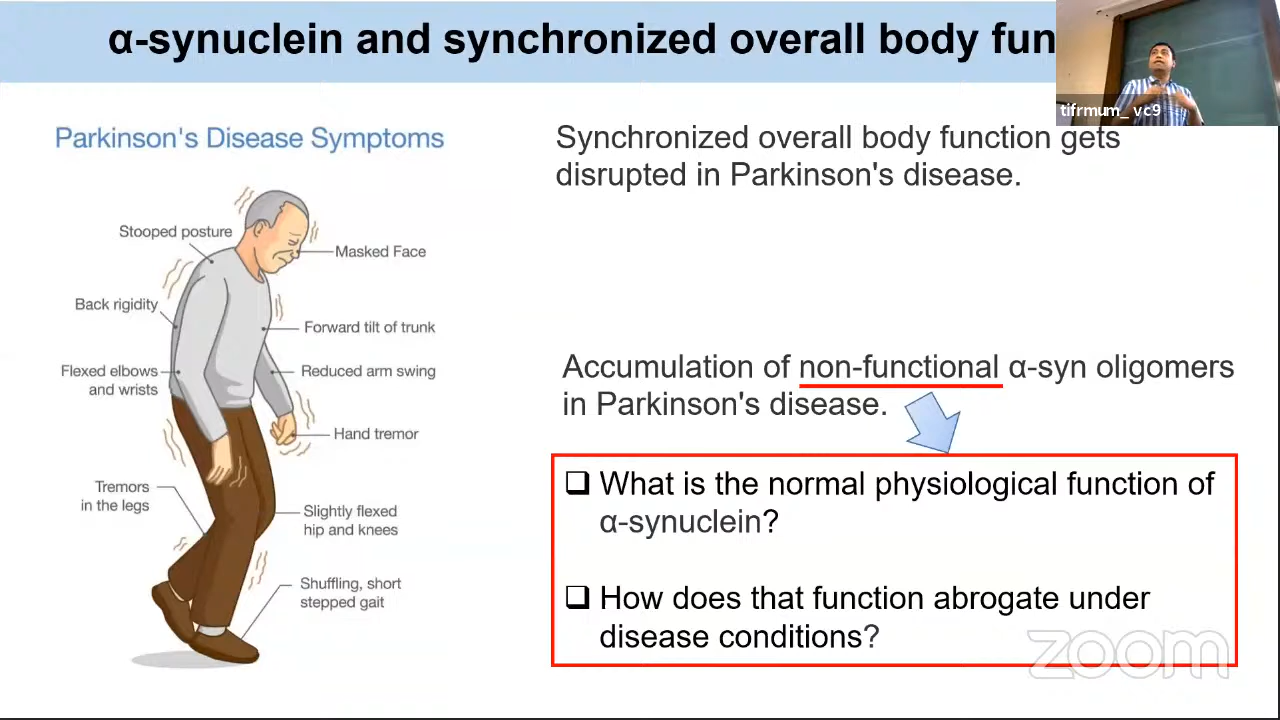 α-synuclein and synchronized overall body fun
tifrmum_ vc9
Parkinson's Disease Symptoms
Stooped posture
Masked Face
Back rigidity
Forward tilt of trunk
Flexed elbows
and wrists
Reduced arm swing
Hand tremor
Tremors
in the legs
Slightly flexed
hip and knees
Shuffling, short
stepped gait
Synchronized overall body function gets
disrupted in Parkinson's disease.
Accumulation of non-functional α-syn oligomers
in Parkinson's disease.
What is the normal physiological function of
α-synuclein?
How does that function abrogate under
disease conditions?
zoom